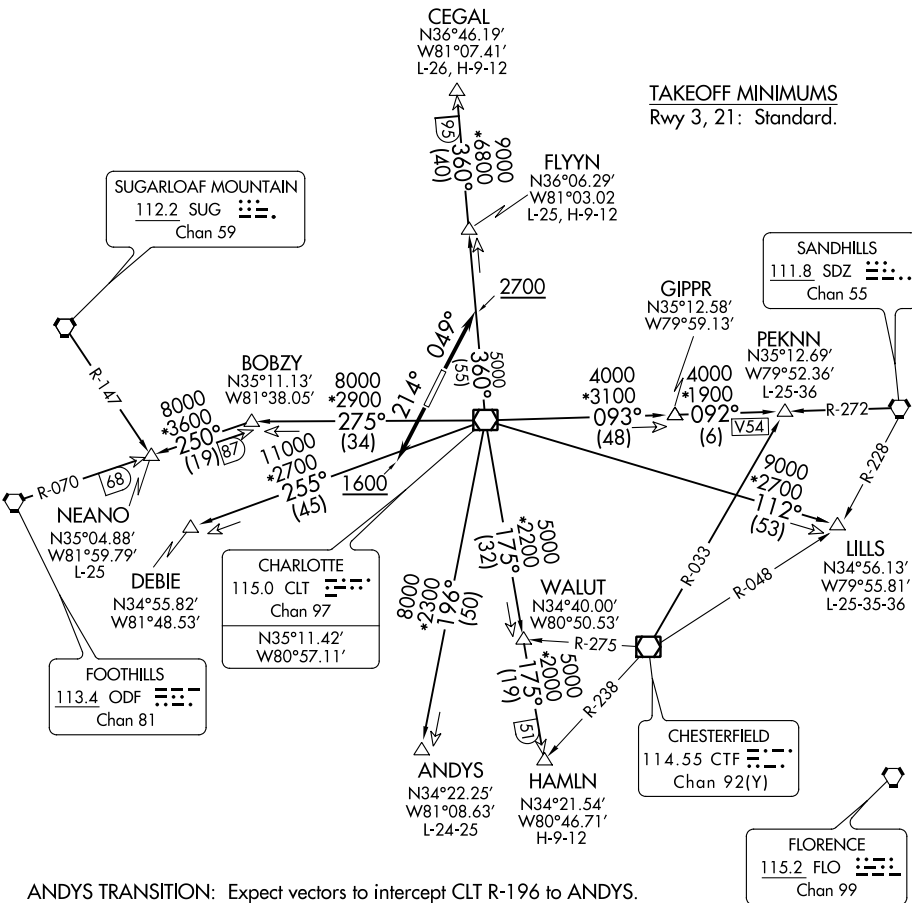 CEGAL
N36°46.19'
W81°07.41'
L-26, H-9-12
TAKEOFF MINIMUMS
Rwy 3, 21: Standard.
9000
*6800
360°
(40)
95
FLYYN
N36°06.29'
W81°03.02
L-25, H-9-12
SUGARLOAF MOUNTAIN
112.2 SUG
Chan 59
SANDHILLS
111.8 SDZ
Chan 55
2700
GIPPR
N35°12.58'
W79°59.13'
PEKNN
N35°12.69'
W79°52.36'
L-25-36
049°
214°
5000
360°
(55)
R-147
BOBZY
N35°11.13'
W81°38.05'
8000
*2900
275°
(34)
4000
*3100
093°
(48)
4000
*1900
092°
(6)
V54
R-272
8000
*3600
250°
(19)
87
R-228
R-070
68
11000
*2700
255°
(45)
1600
9000
*2700
112°
(53)
NEANO
N35°04.88'
W81°59.79'
L-25
DEBIE
N34°55.82'
W81°48.53'
CHARLOTTE
115.0 CLT
Chan 97
N35°11.42'
W80°57.11'
5000
*2200
175°
(32)
8000
*2300
196°
(50)
WALUT
N34°40.00'
W80°50.53'
R-033
R-048
LILLS
N34°56.13'
W79°55.81'
L-25-35-36
R-275
R-238
5000
*2000
175°
(19)
51
FOOTHILLS
113.4 ODF
Chan 81
CHESTERFIELD
114.55 CTF
Chan 92(Y)
ANDYS
N34°22.25'
W81°08.63'
L-24-25
HAMLN
N34°21.54'
W80°46.71'
H-9-12
FLORENCE
115.2 FLO
Chan 99
ANDYS TRANSITION: Expect vectors to intercept CLT R-196 to ANDYS.